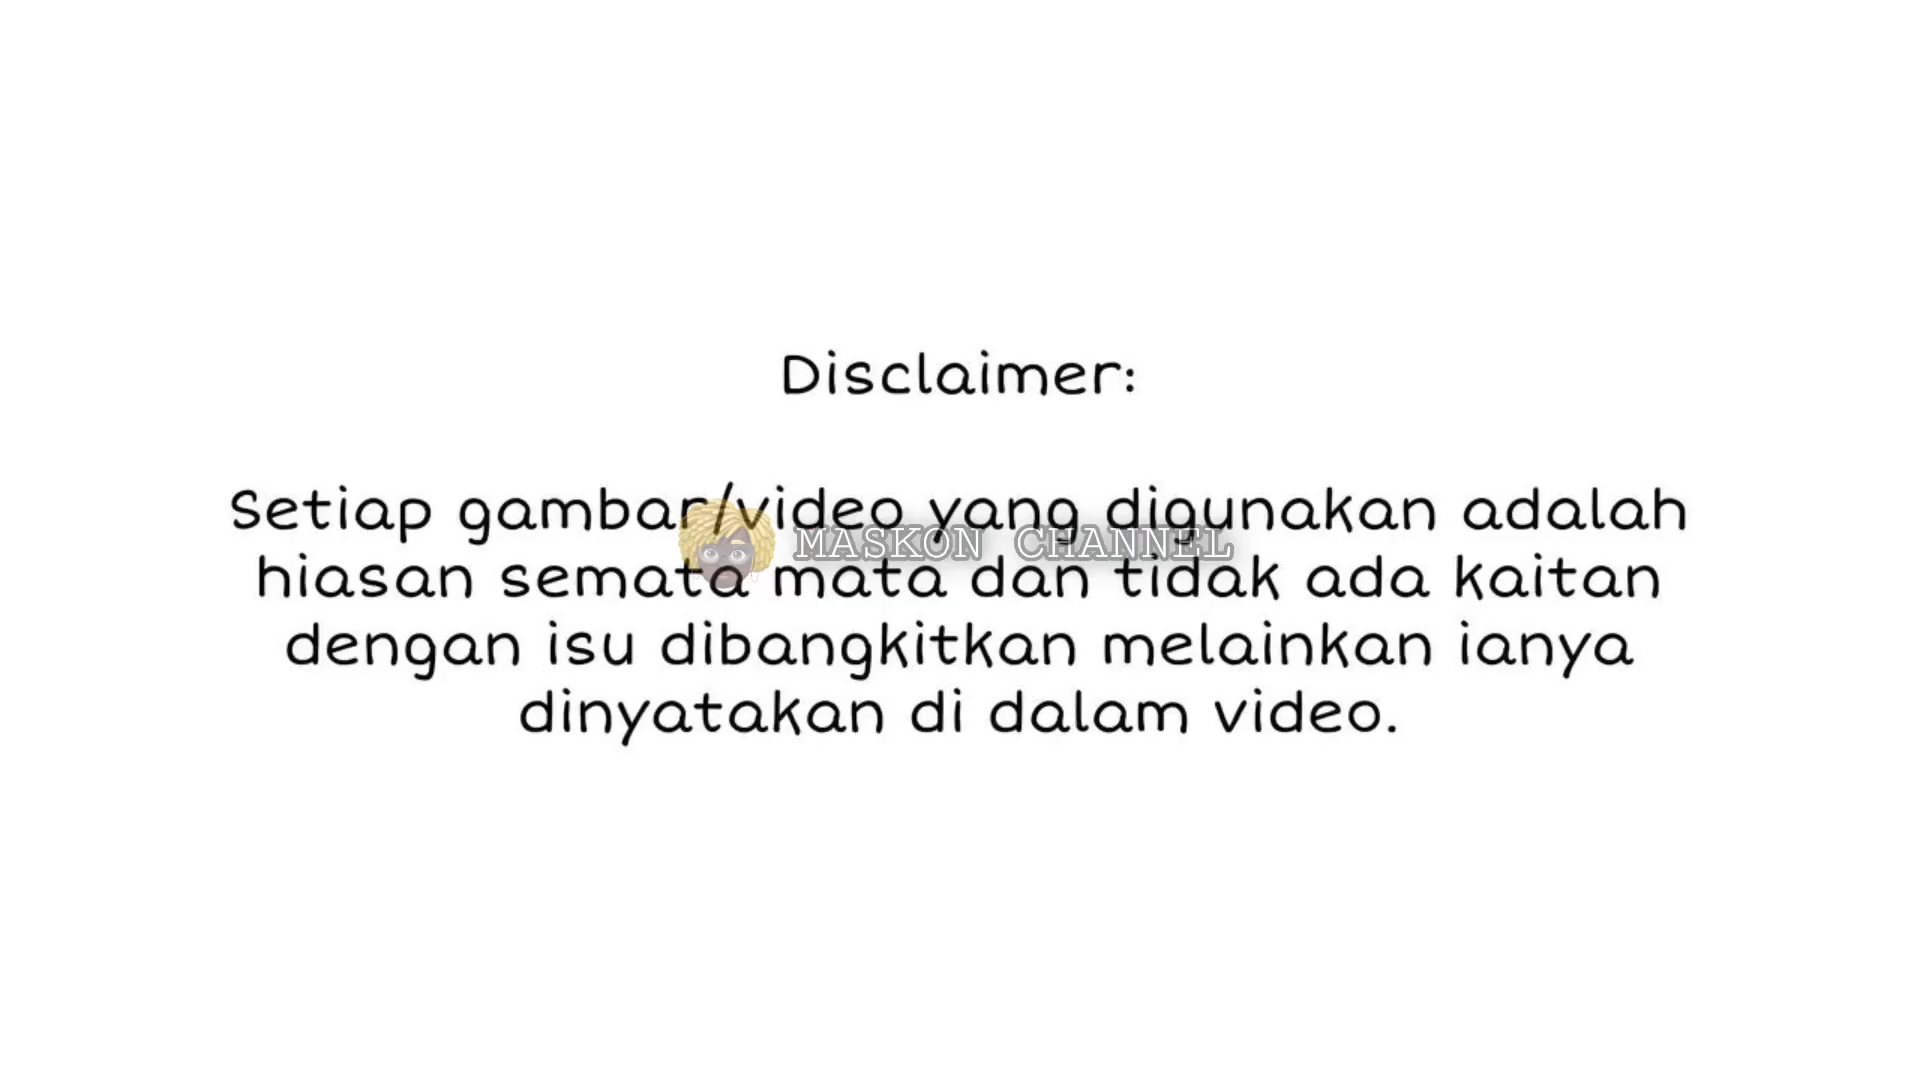 Disclaimer:
Setiap gambar/video yang digunakan adalah
MASKON CHANNEL
hiasan semata mata dan tidak ada kaitan
dengan isu dibangkitkan melainkan ianya
dinyatakan di dalam video.